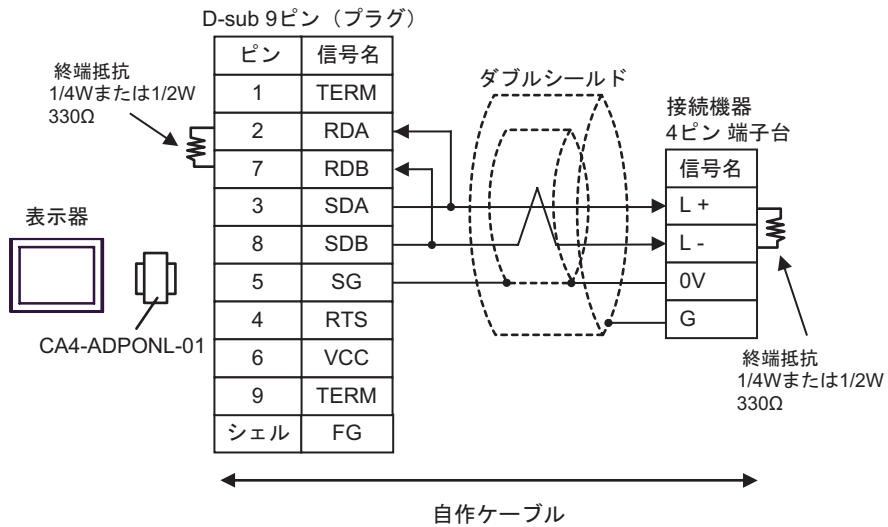 D-sub 9ピン（プラグ）
ピン 信号名
1 TERM
2 RDA
7 RDB
3 SDA
8 SDB
5 SG
4 RTS
6 VCC
9 TERM
シェル FG
終端抵抗
1/4Wまたは1/2W
330Ω
表示器
CA4-ADPONL-01
ダブルシールド
接続機器
4ピン 端子台
信号名
L +
L -
0V
G
終端抵抗
1/4Wまたは1/2W
330Ω
自作ケーブル